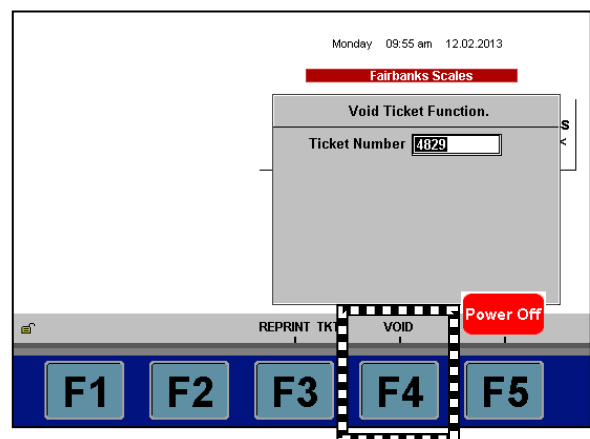 Monday 09:55 am 12.02.2013
Fairbanks Scales
Void Ticket Function.
S
Ticket Number 4829
<
REPRINT TKT VOID Power Off
F1 F2 F3 F4 F5